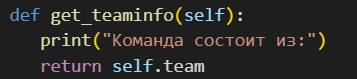 def get_teaminfo(self):
    print("Команда состоит из:")
    return self.team